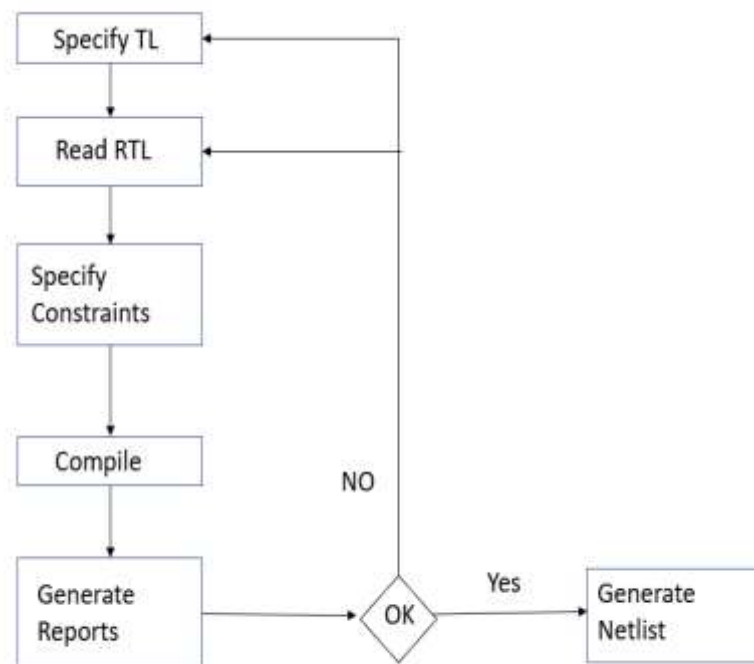 Specify TL
Read RTL
Specify
Constraints
Compile
NO
Generate
Reports
OK
Yes
Generate
Netlist